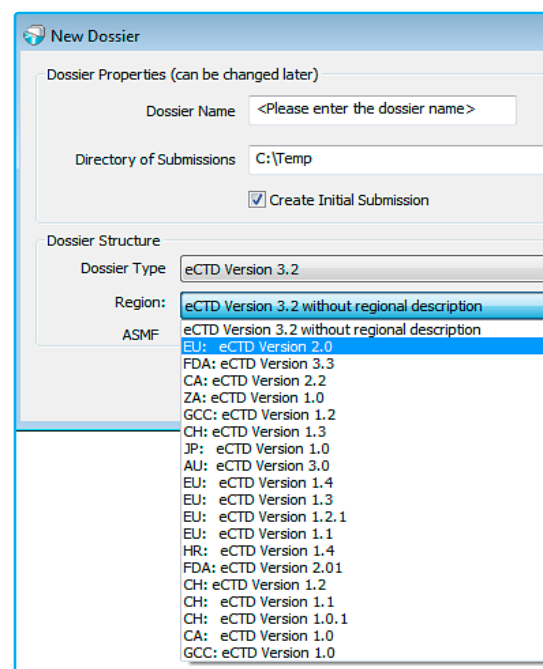 New Dossier
Dossier Properties (can be changed later)
Dossier Name <Please enter the dossier name>
Directory of Submissions C:\Temp
Create Initial Submission
Dossier Structure
Dossier Type eCTD Version 3.2
Region: eCTD Version 3.2 without regional description
ASMF eCTD Version 3.2 without regional description
EU: eCTD Version 2.0
FDA: eCTD Version 3.3
CA: eCTD Version 2.2
ZA: eCTD Version 1.0
GCC: eCTD Version 1.2
CH: eCTD Version 1.3
JP: eCTD Version 1.0
AU: eCTD Version 3.0
EU: eCTD Version 1.4
EU: eCTD Version 1.3
EU: eCTD Version 1.2.1
EU: eCTD Version 1.1
HR: eCTD Version 1.4
FDA: eCTD Version 2.01
CH: eCTD Version 1.2
CH: eCTD Version 1.1
CH: eCTD Version 1.0.1
CA: eCTD Version 1.0
GCC: eCTD Version 1.0